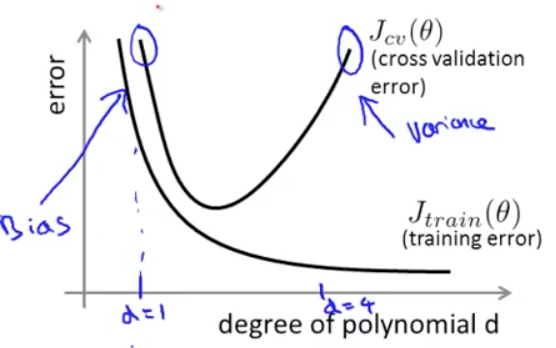 J_cv(θ)
(cross validation
error)
error
variance
Bias
J_train(θ)
(training error)
d=1
d=4
degree of polynomial d